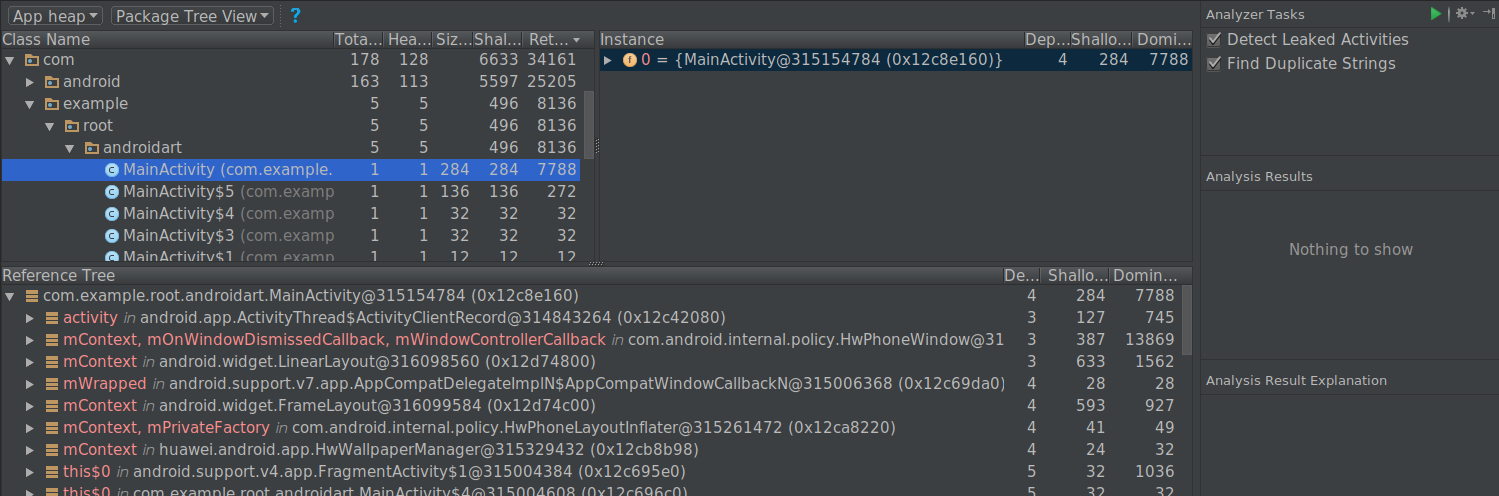 App heap Package Tree View ?
Class Name Tota... Hea... Siz... Shal... Ret...
com 178 128 6633 34161
android 163 113 5597 25205
example 5 5 496 8136
root 5 5 496 8136
androidart 5 5 496 8136
MainActivity (com.example. 1 1 284 284 7788
MainActivity$5 (com.examp 1 1 136 136 272
MainActivity$4 (com.examp 1 1 32 32 32
MainActivity$3 (com.examp 1 1 32 32 32
MainActivity$1 (com.examp 1 1 12 12 12
Instance Dep... Shallo... Domi...
0 = {MainActivity@315154784 (0x12c8e160)} 4 284 7788
Reference Tree De... Shallo... Domin...
com.example.root.androidart.MainActivity@315154784 (0x12c8e160) 4 284 7788
activity in android.app.ActivityThread$ActivityClientRecord@314843264 (0x12c42080) 3 127 745
mContext, mOnWindowDismissedCallback, mWindowControllerCallback in com.android.internal.policy.HwPhoneWindow@31 3 387 13869
mContext in android.widget.LinearLayout@316098560 (0x12d74800) 3 633 1562
mWrapped in android.support.v7.app.AppCompatDelegateImplN$AppCompatWindowCallbackN@315006368 (0x12c69da0) 4 28 28
mContext in android.widget.FrameLayout@316099584 (0x12d74c00) 4 593 927
mContext, mPrivateFactory in com.android.internal.policy.HwPhoneLayoutInflater@315261472 (0x12ca8220) 4 41 49
mContext in huawei.android.app.HwWallpaperManager@315329432 (0x12cb8b98) 4 24 32
this$0 in android.support.v4.app.FragmentActivity$1@315004384 (0x12c695e0) 5 32 1036
this$0 in com.example.root.androidart.MainActivity$4@315004608 (0x12c696c0) 5 32 32
Analyzer Tasks
Detect Leaked Activities
Find Duplicate Strings
Analysis Results
Nothing to show
Analysis Result Explanation